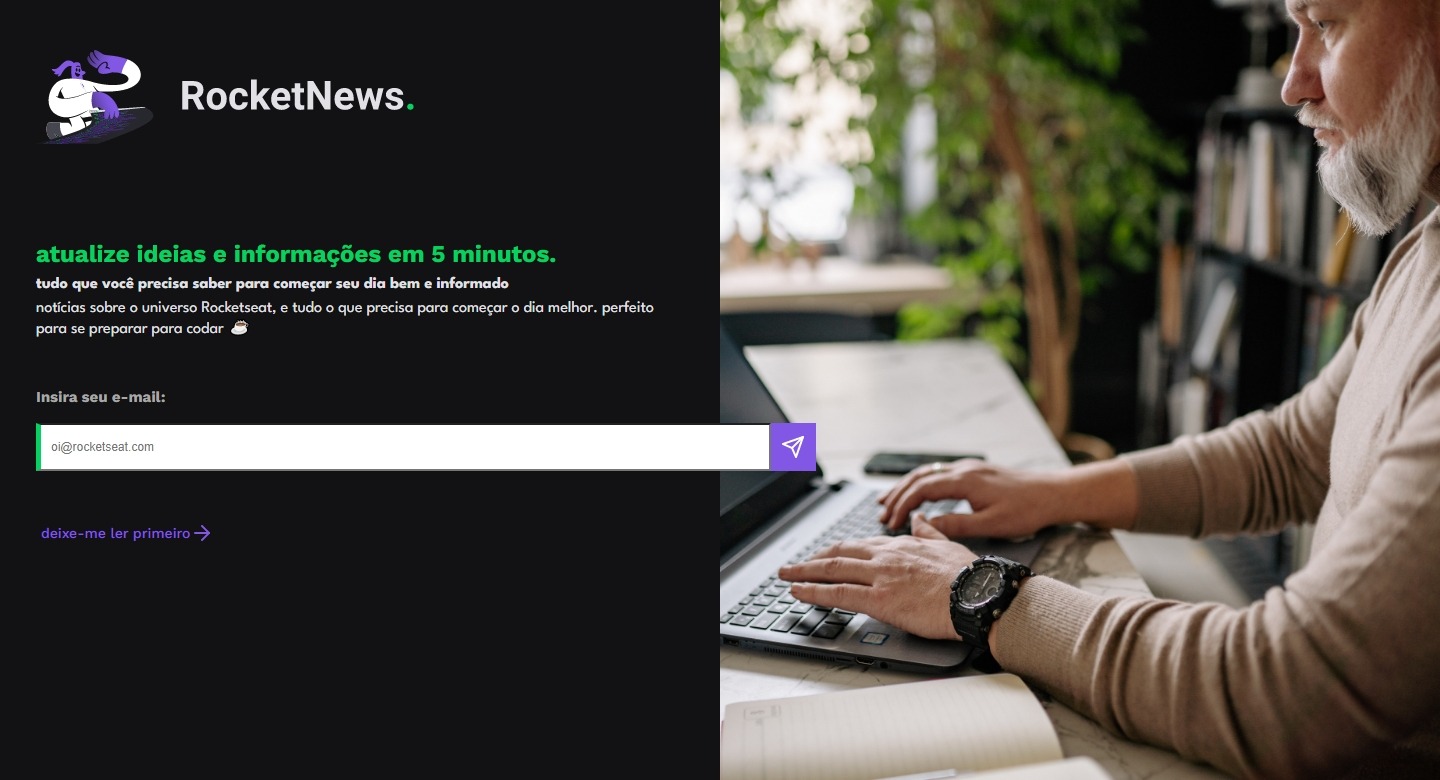 RocketNews.
atualize ideias e informações em 5 minutos.
tudo que você precisa saber para começar seu dia bem e informado
notícias sobre o universo Rocketseat, e tudo o que precisa para começar o dia melhor. perfeito
para se preparar para codar ☕
Insira seu e-mail:
oi@rocketseat.com
deixe-me ler primeiro